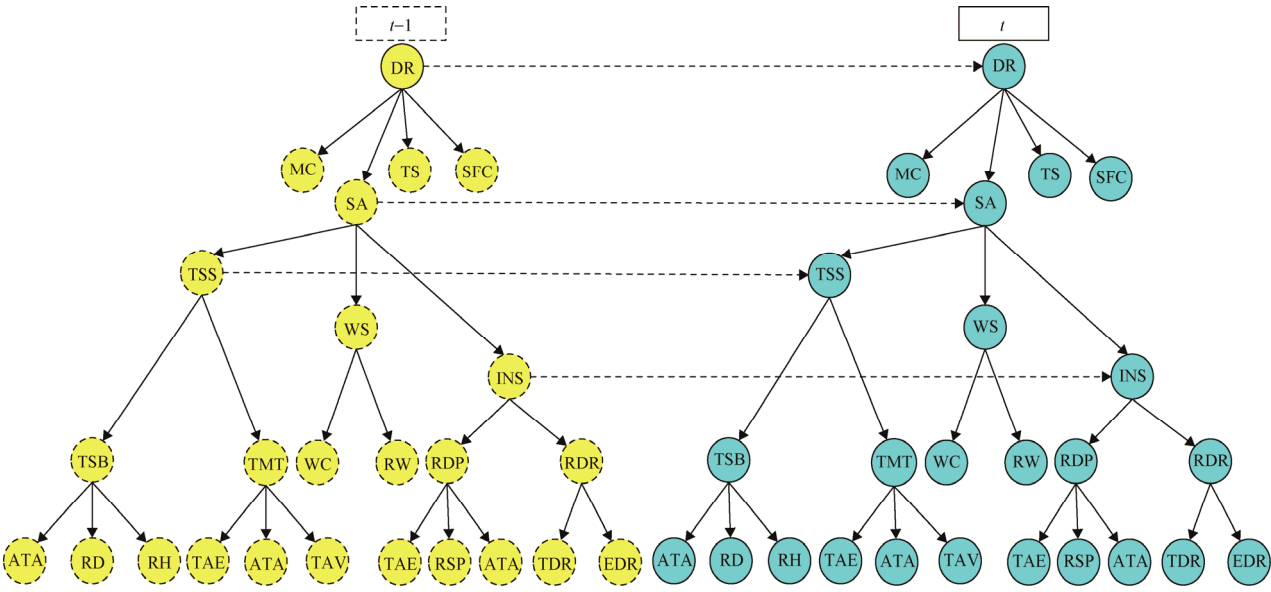 t−1
t
DR
DR
MC
TS
SFC
MC
TS
SFC
SA
SA
TSS
TSS
WS
WS
INS
INS
TSB
TMT
WC
RW
RDP
RDR
TSB
TMT
WC
RW
RDP
RDR
ATA
RD
RH
TAE
ATA
TAV
TAE
RSP
ATA
TDR
EDR
ATA
RD
RH
TAE
ATA
TAV
TAE
RSP
ATA
TDR
EDR